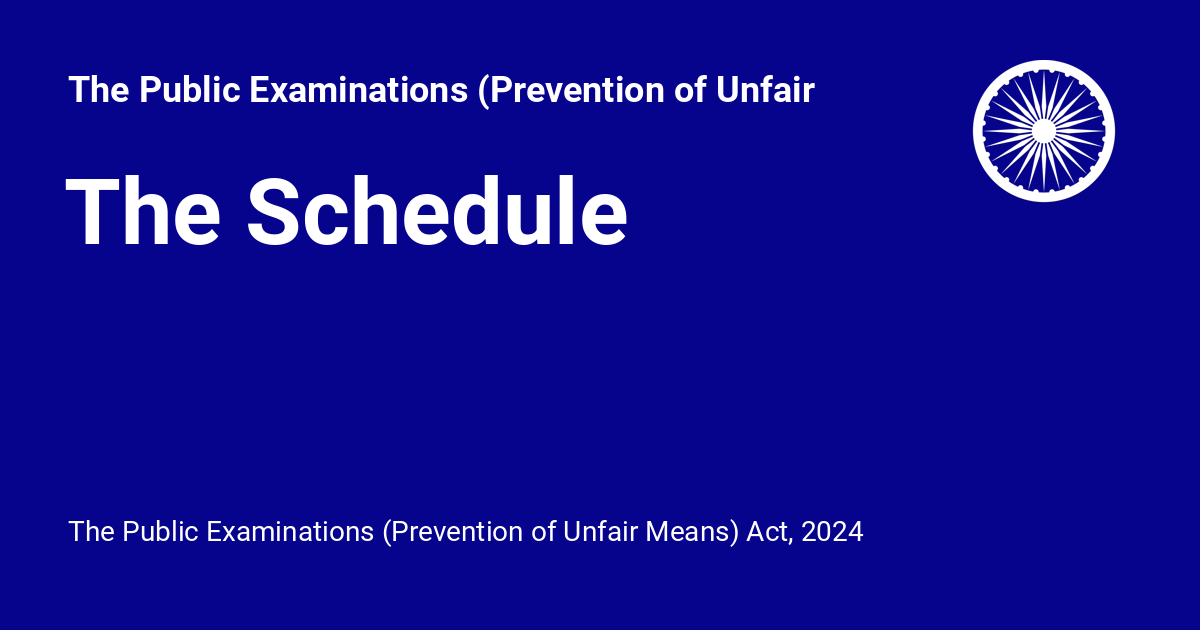 The Public Examinations (Prevention of Unfair
The Schedule
The Public Examinations (Prevention of Unfair Means) Act, 2024